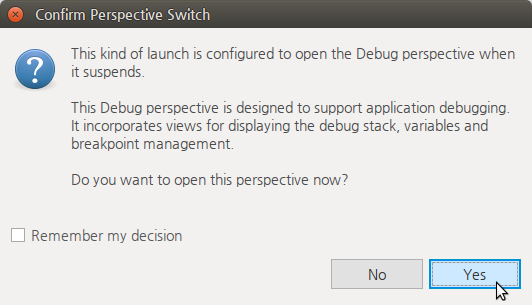 Confirm Perspective Switch
This kind of launch is configured to open the Debug perspective when
it suspends.
This Debug perspective is designed to support application debugging.
It incorporates views for displaying the debug stack, variables and
breakpoint management.
Do you want to open this perspective now?
Remember my decision
No
Yes